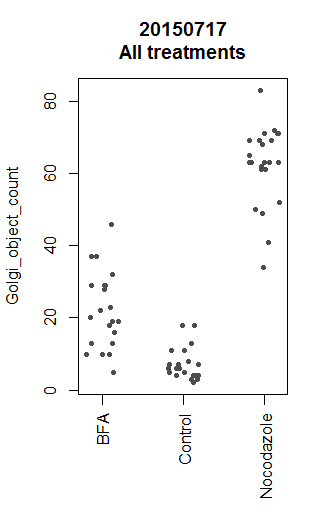 20150717
All treatments
Golgi_object_count
80
60
40
20
0
BFA
Control
Nocodazole